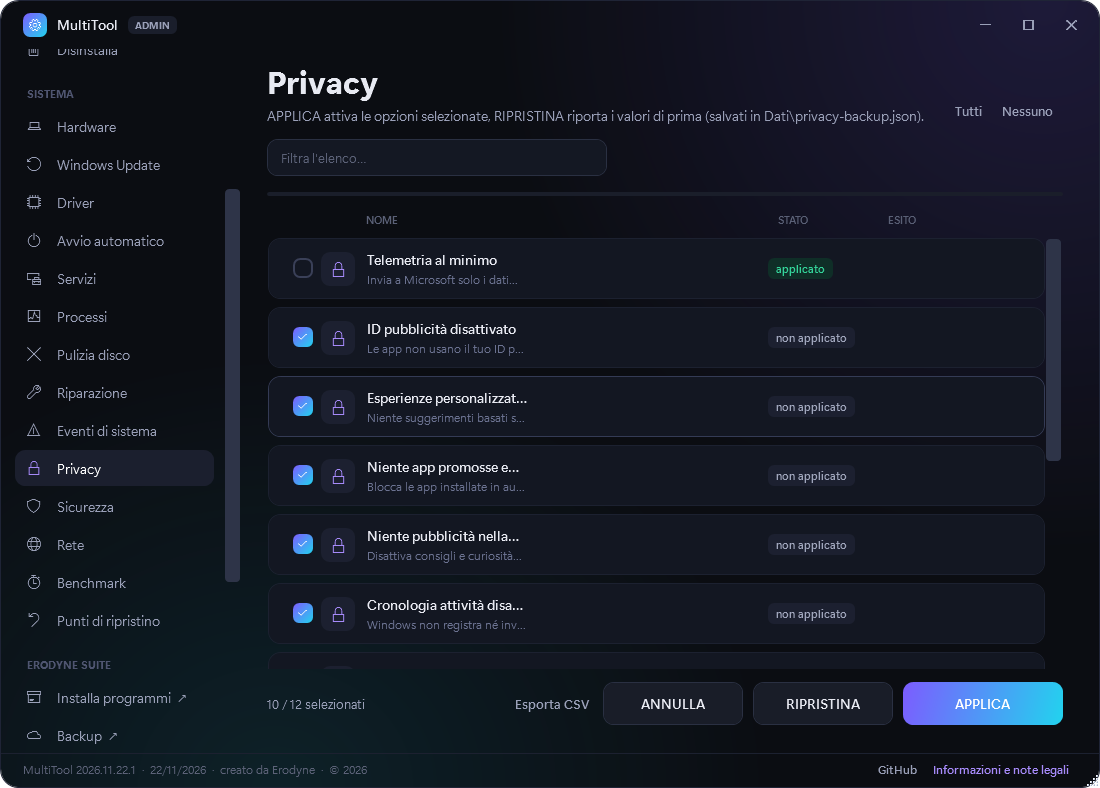 MultiTool ADMIN
Disinstalla
SISTEMA
Hardware
Windows Update
Driver
Avvio automatico
Servizi
Processi
Pulizia disco
Riparazione
Eventi di sistema
Privacy
Sicurezza
Rete
Benchmark
Punti di ripristino
ERODYNE SUITE
Installa programmi ↗
Backup ↗
Privacy
APPLICA attiva le opzioni selezionate, RIPRISTINA riporta i valori di prima (salvati in Dati\privacy-backup.json).
Tutti Nessuno
Filtra l'elenco...
NOME STATO ESITO
Telemetria al minimo
Invia a Microsoft solo i dati...
applicato
ID pubblicità disattivato
Le app non usano il tuo ID p...
non applicato
Esperienze personalizzat...
Niente suggerimenti basati s...
non applicato
Niente app promosse e...
Blocca le app installate in au...
non applicato
Niente pubblicità nella...
Disattiva consigli e curiosità...
non applicato
Cronologia attività disa...
Windows non registra né inv...
non applicato
10 / 12 selezionati
Esporta CSV ANNULLA RIPRISTINA APPLICA
MultiTool 2026.11.22.1 · 22/11/2026 · creato da Erodyne · © 2026
GitHub Informazioni e note legali